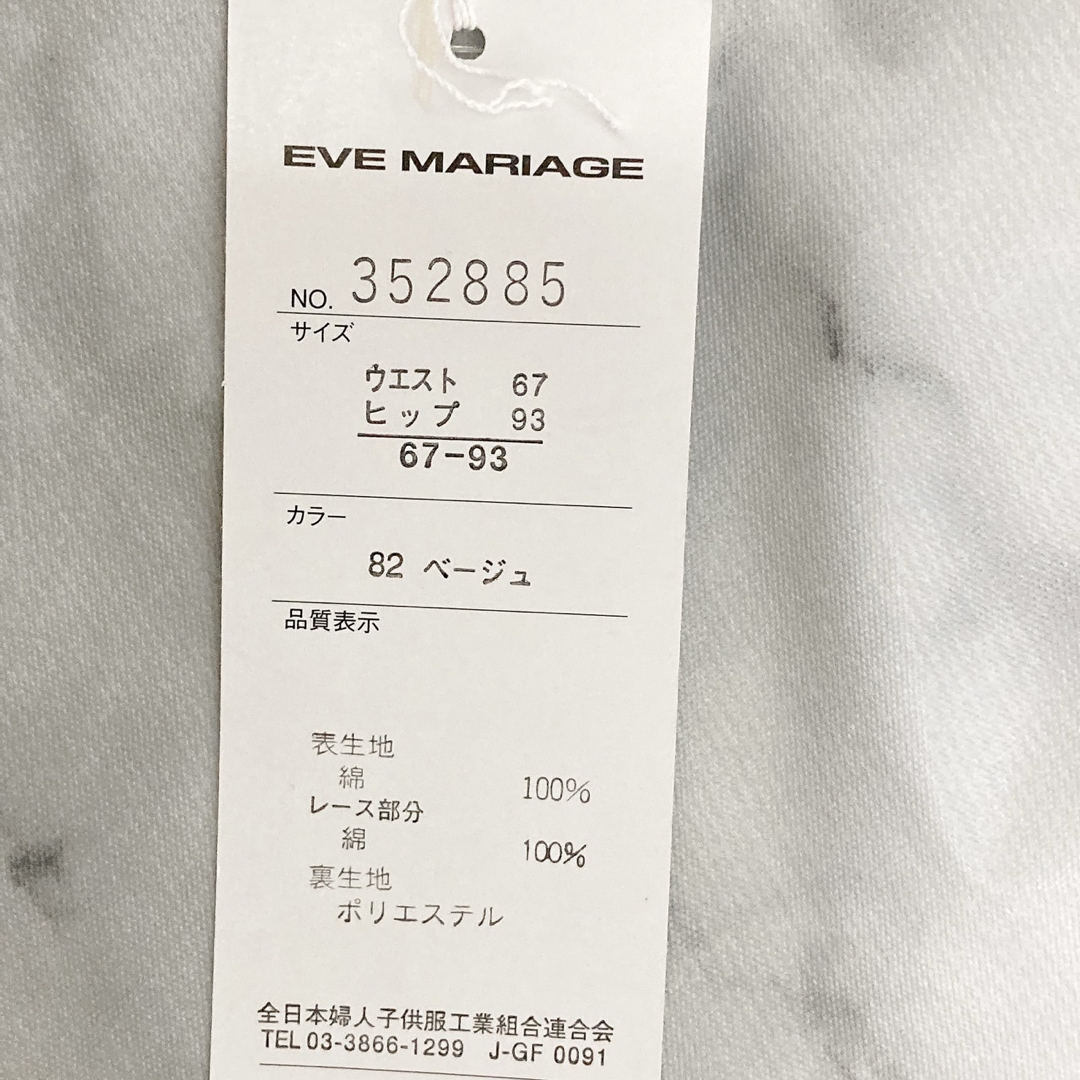 EVE MARIAGE
NO. 352885
サイズ
ウエスト 67
ヒップ 93
67-93
カラー
82 ベージュ
品質表示
表生地
綿 100%
レース部分
綿 100%
裏生地
ポリエステル
全日本婦人子供服工業組合連合会
TEL 03-3866-1299 J-GF 0091